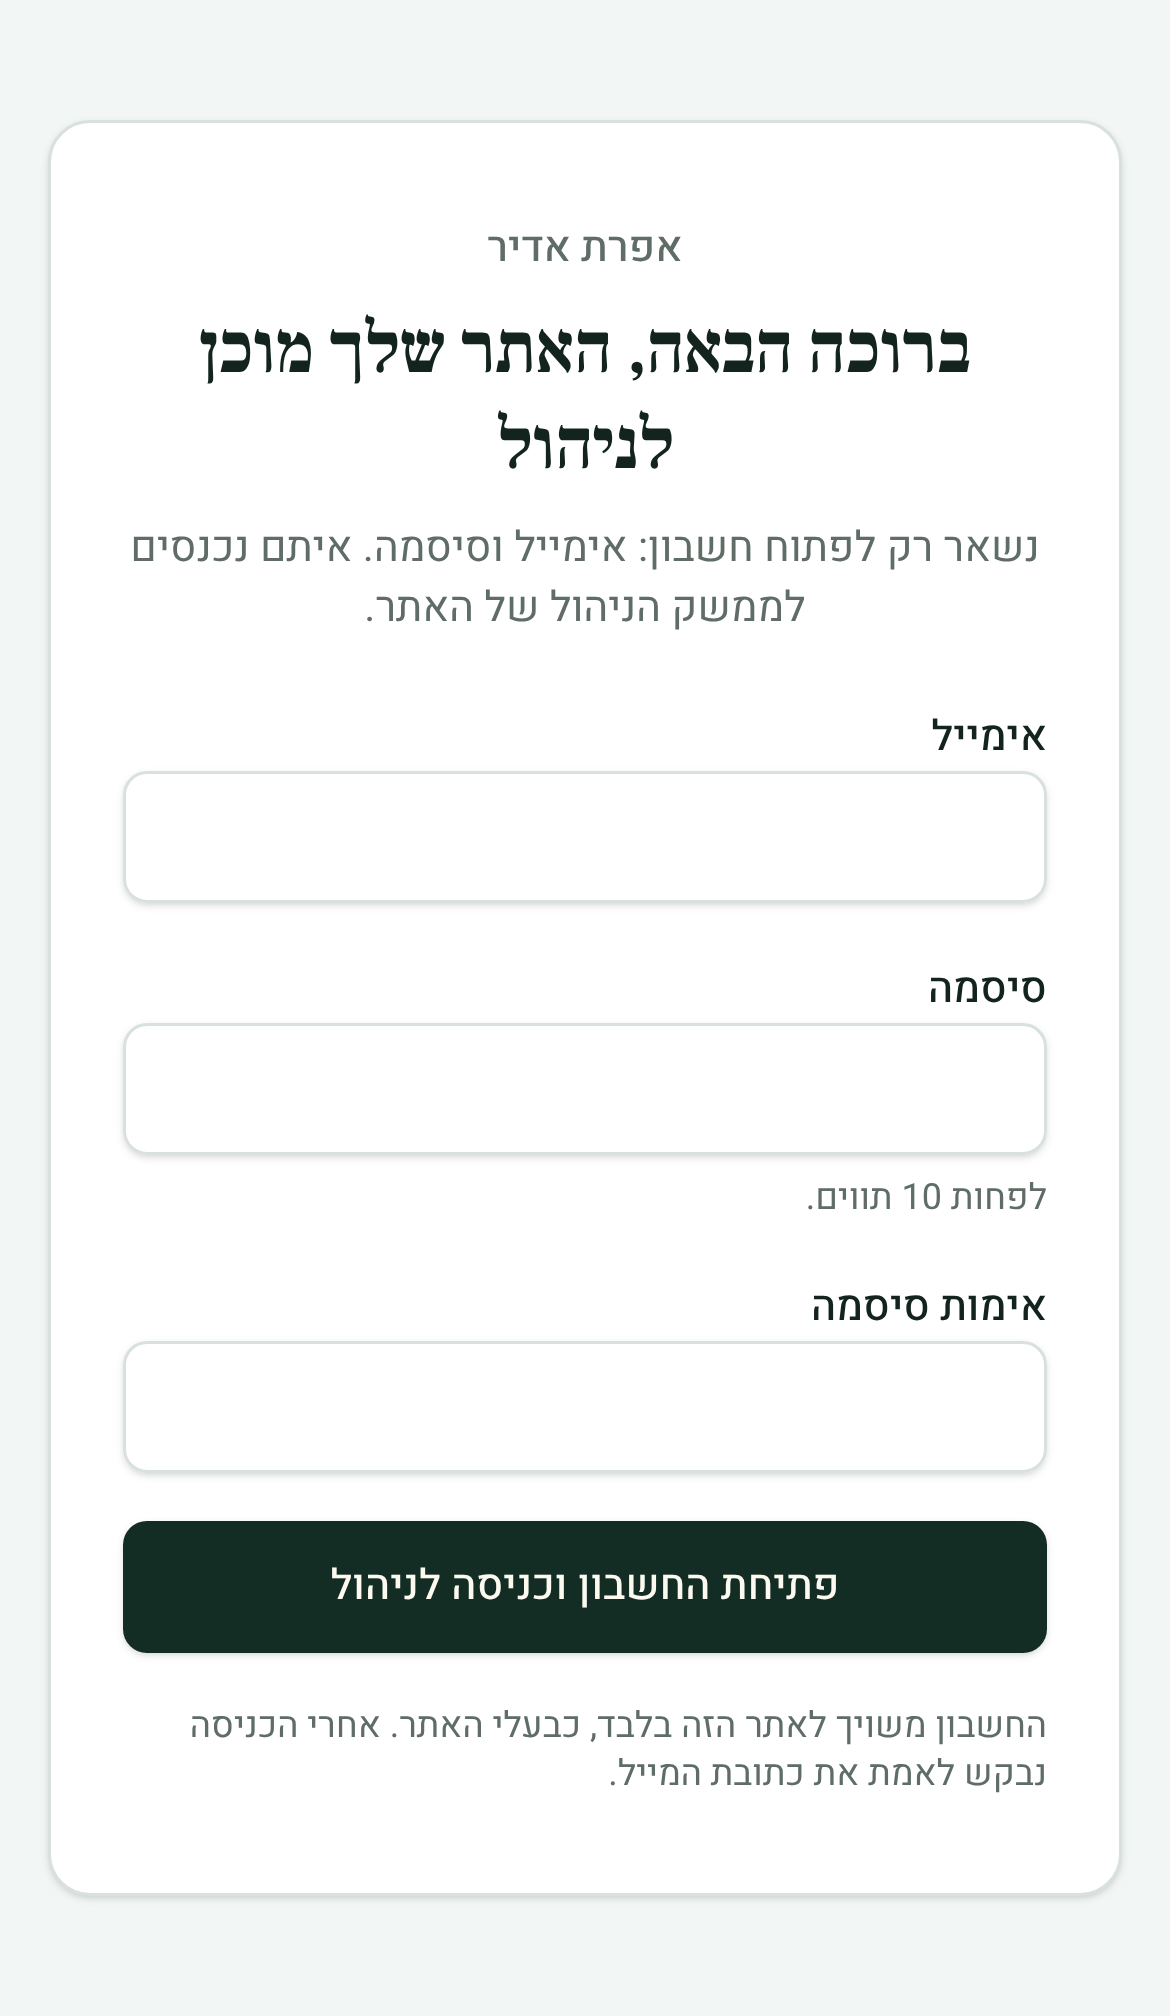 אפרת אדיר
ברוכה הבאה, האתר שלך מוכן
לניהול
נשאר רק לפתוח חשבון: אימייל וסיסמה. איתם נכנסים
לממשק הניהול של האתר.
אימייל
סיסמה
לפחות 10 תווים.
אימות סיסמה
פתיחת החשבון וכניסה לניהול
החשבון משויך לאתר הזה בלבד, כבעלי האתר. אחרי הכניסה
נבקש לאמת את כתובת המייל.